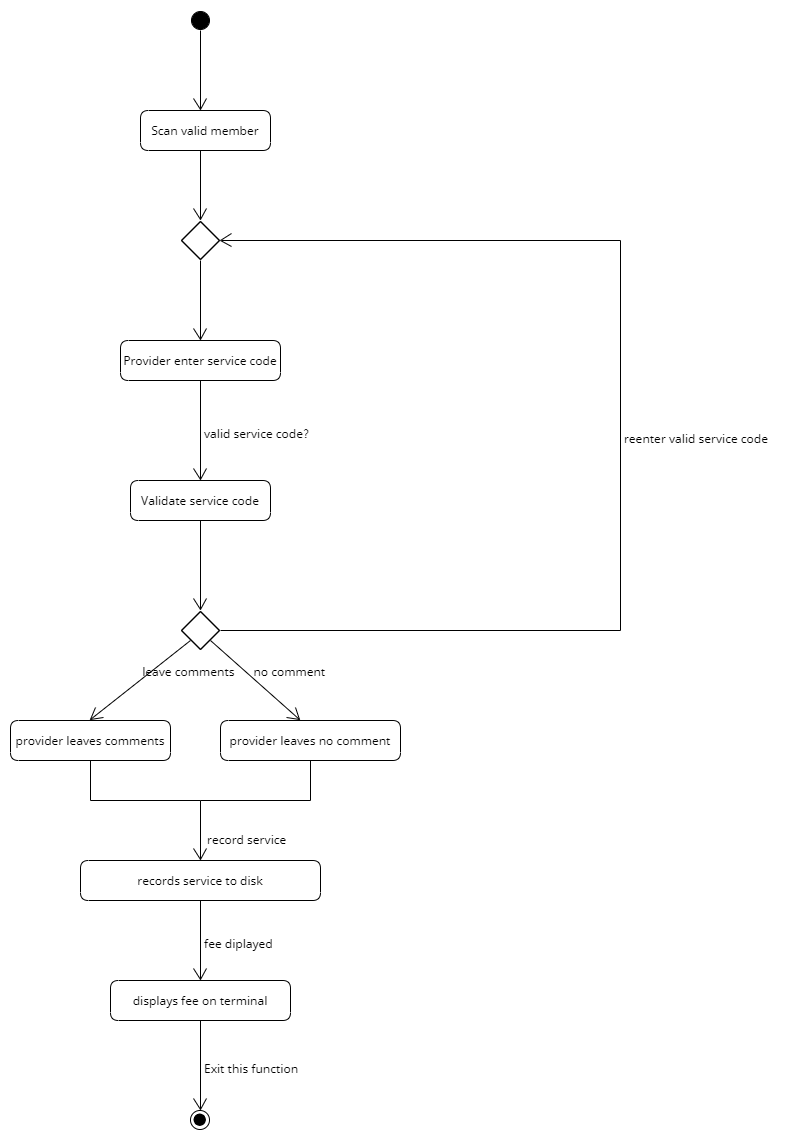 Scan valid member
Provider enter service code
valid service code?
reenter valid service code
Validate service code
leave comments
no comment
provider leaves comments
provider leaves no comment
record service
records service to disk
fee diplayed
displays fee on terminal
Exit this function